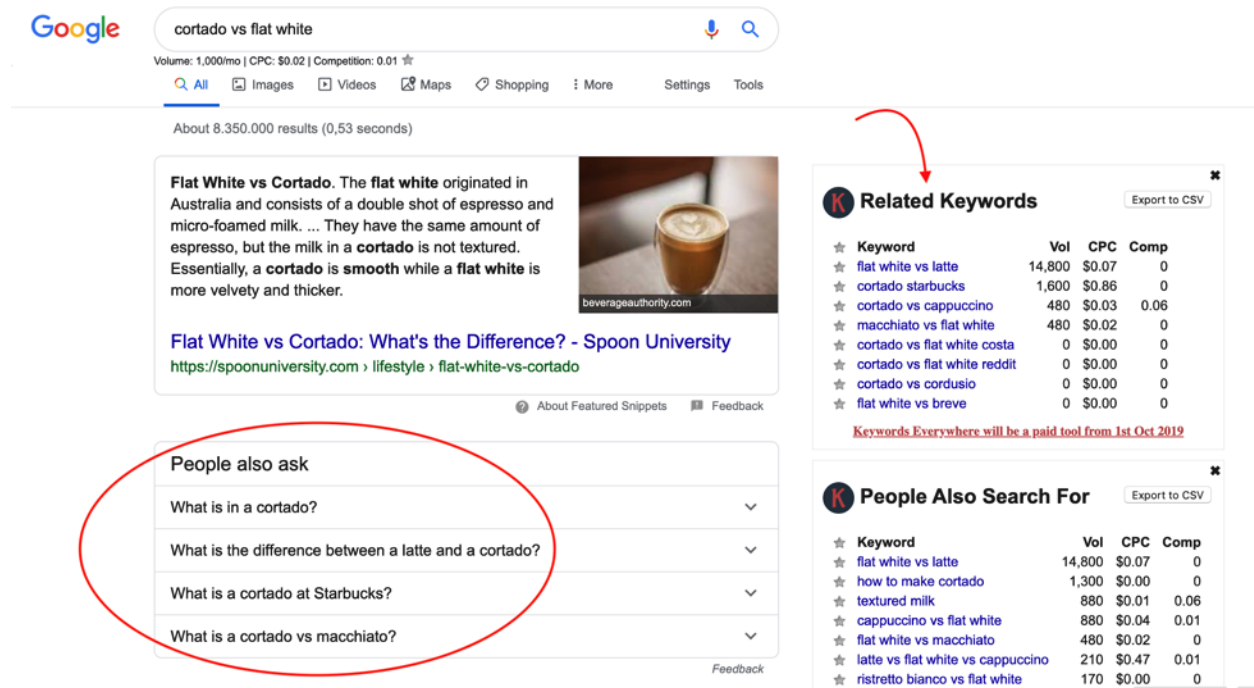 Google
cortado vs flat white
Volume: 1,000/mo | CPC: $0.02 | Competition: 0.01
All Images Videos Maps Shopping More Settings Tools
About 8.350.000 results (0,53 seconds)
Flat White vs Cortado. The flat white originated in
Australia and consists of a double shot of espresso and
micro-foamed milk. ... They have the same amount of
espresso, but the milk in a cortado is not textured.
Essentially, a cortado is smooth while a flat white is
more velvety and thicker.
beverageauthority.com
Flat White vs Cortado: What's the Difference? - Spoon University
https://spoonuniversity.com › lifestyle › flat-white-vs-cortado
About Featured Snippets Feedback
People also ask
What is in a cortado?
What is the difference between a latte and a cortado?
What is a cortado at Starbucks?
What is a cortado vs macchiato?
Feedback
K Related Keywords Export to CSV
Keyword Vol CPC Comp
flat white vs latte 14,800 $0.07 0
cortado starbucks 1,600 $0.86 0
cortado vs cappuccino 480 $0.03 0.06
macchiato vs flat white 480 $0.02 0
cortado vs flat white costa 0 $0.00 0
cortado vs flat white reddit 0 $0.00 0
cortado vs cordusio 0 $0.00 0
flat white vs breve 0 $0.00 0
Keywords Everywhere will be a paid tool from 1st Oct 2019
K People Also Search For Export to CSV
Keyword Vol CPC Comp
flat white vs latte 14,800 $0.07 0
how to make cortado 1,300 $0.00 0
textured milk 880 $0.01 0.06
cappuccino vs flat white 880 $0.04 0.01
flat white vs macchiato 480 $0.02 0
latte vs flat white vs cappuccino 210 $0.47 0.01
ristretto bianco vs flat white 170 $0.00 0